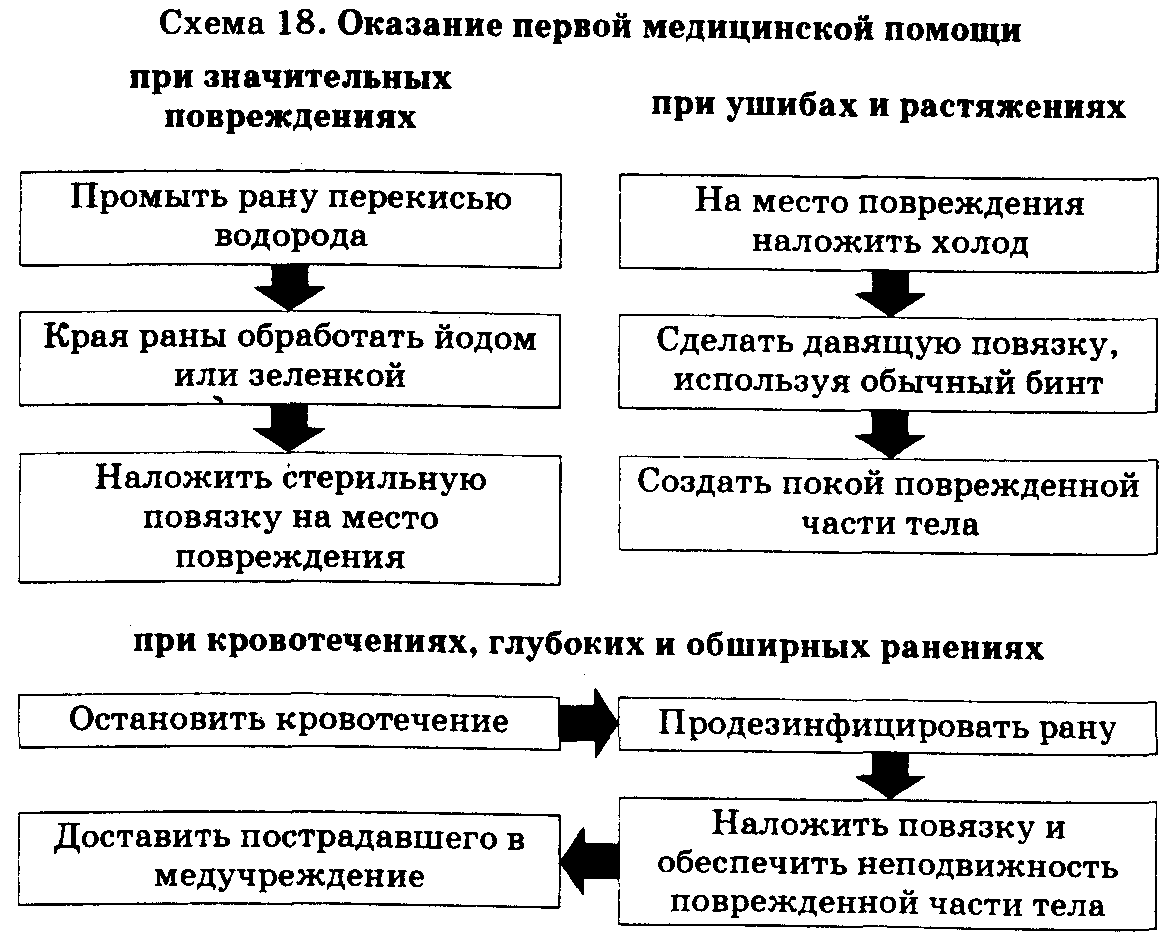 Схема 18. Оказание первой медицинской помощи
при значительных
повреждениях
Промыть рану перекисью
водорода
Края раны обработать йодом
или зеленкой
Наложить стерильную
повязку на место
повреждения
при ушибах и растяжениях
На место повреждения
наложить холод
Сделать давящую повязку,
используя обычный бинт
Создать покой поврежденной
части тела
при кровотечениях, глубоких и обширных ранениях
Остановить кровотечение
Продезинфицировать рану
Наложить повязку и
обеспечить неподвижность
поврежденной части тела
Доставить пострадавшего в
медучреждение